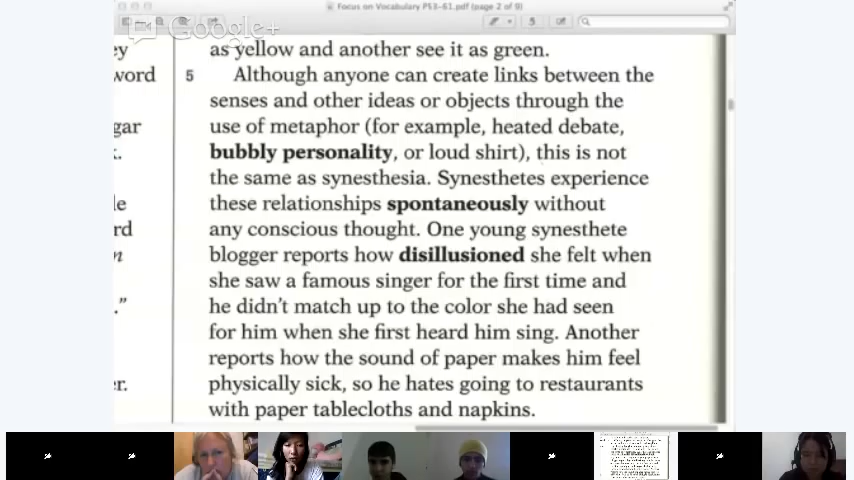 Focus on Vocabulary P53-61.pdf (page 2 of 9)
Google+
ey
word
gar
k.
le
rd
n
."
er.
as yellow and another see it as green.
5 Although anyone can create links between the
senses and other ideas or objects through the
use of metaphor (for example, heated debate,
bubbly personality, or loud shirt), this is not
the same as synesthesia. Synesthetes experience
these relationships spontaneously without
any conscious thought. One young synesthete
blogger reports how disillusioned she felt when
she saw a famous singer for the first time and
he didn't match up to the color she had seen
for him when she first heard him sing. Another
reports how the sound of paper makes him feel
physically sick, so he hates going to restaurants
with paper tablecloths and napkins.